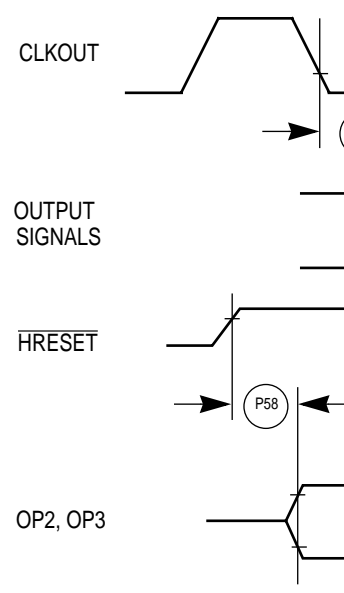 CLKOUT
OUTPUT
SIGNALS
HRESET
P58
OP2, OP3